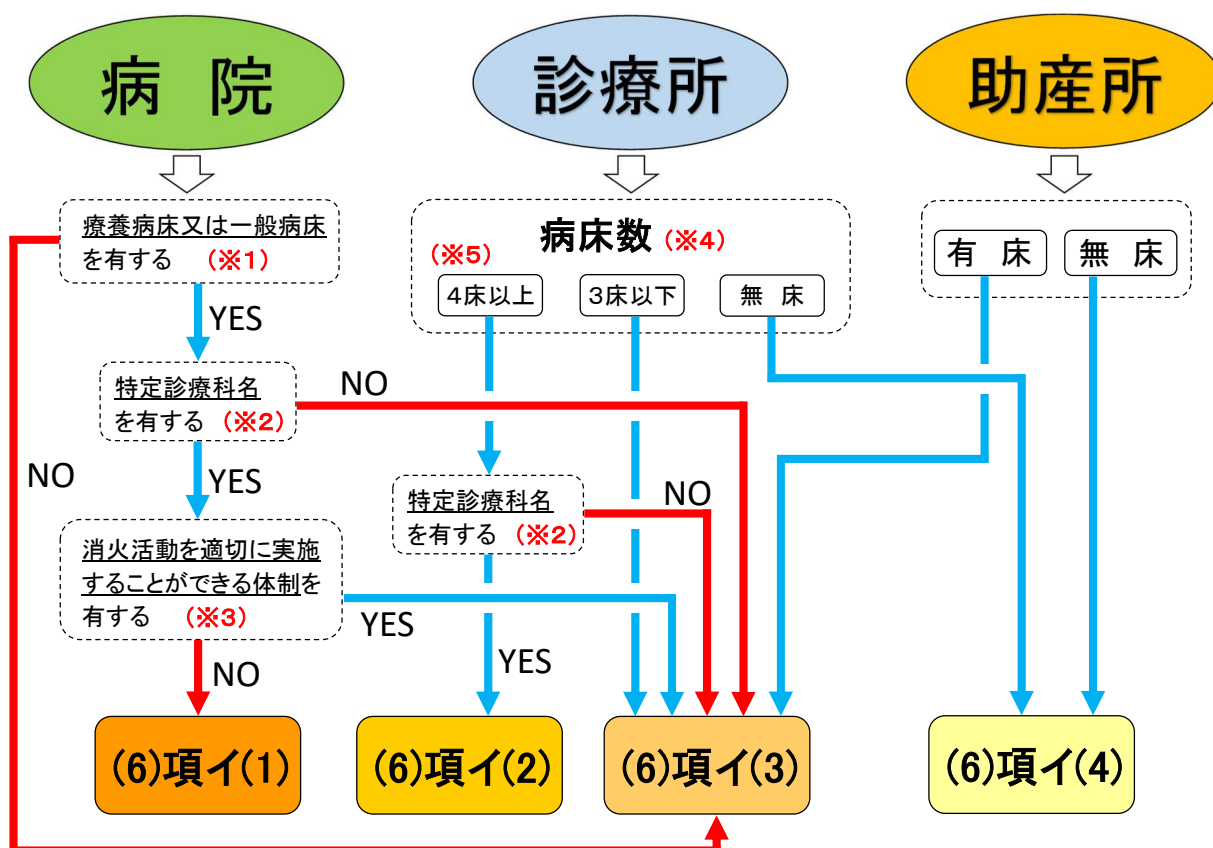 病 院
診療所
助産所
療養病床又は一般病床
を有する (※1)
病床数 (※4)
(※5)
4床以上
3床以下
無 床
有 床
無 床
YES
特定診療科名
を有する (※2)
NO
NO
YES
特定診療科名
を有する (※2)
NO
消火活動を適切に実施
することができる体制を
有する (※3)
YES
NO
YES
(6)項イ(1)
(6)項イ(2)
(6)項イ(3)
(6)項イ(4)